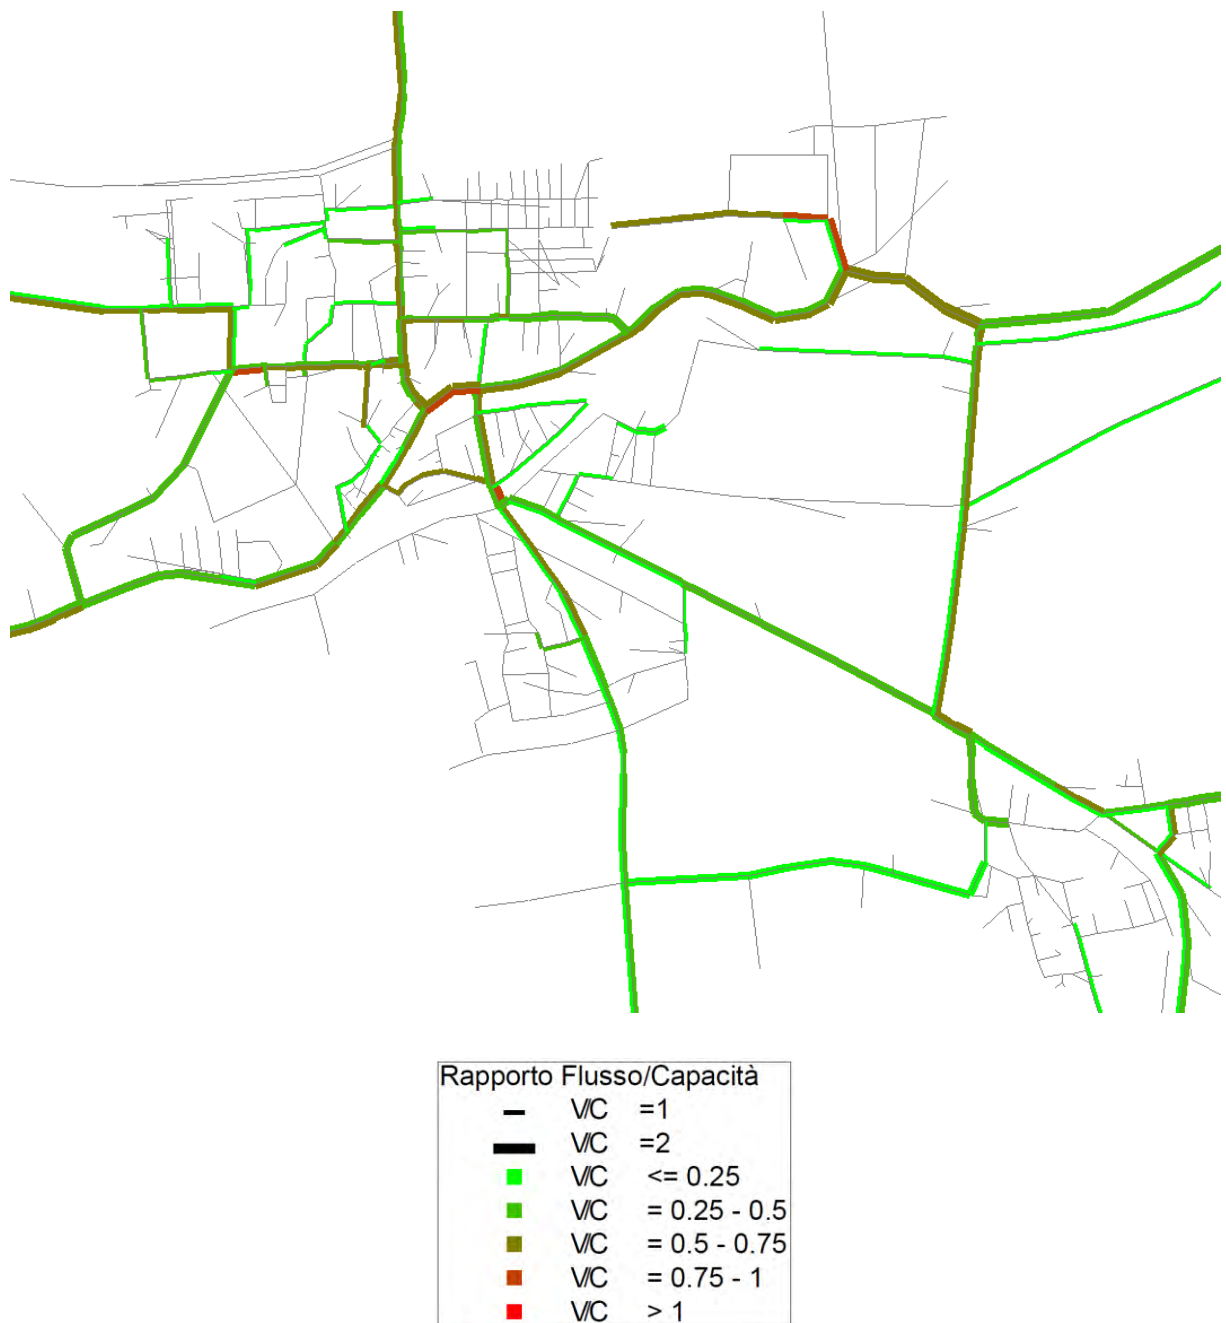 Rapporto Flusso/Capacità
V/C =1
V/C =2
V/C <= 0.25
V/C = 0.25 - 0.5
V/C = 0.5 - 0.75
V/C = 0.75 - 1
V/C > 1